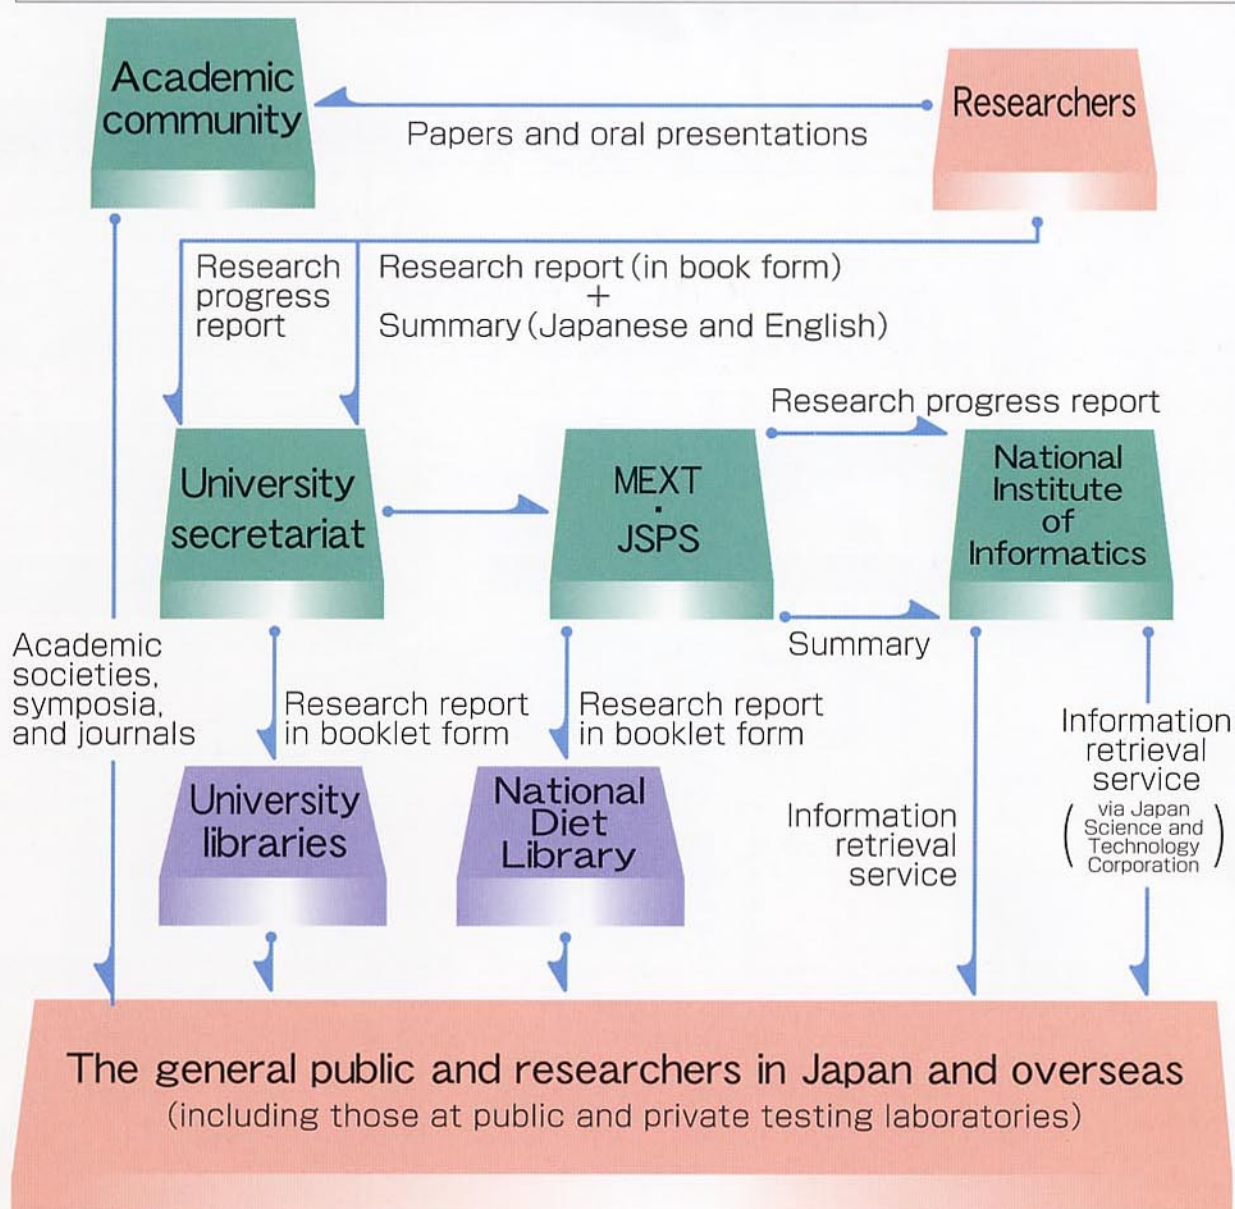 Academic
community
Researchers
Papers and oral presentations
Research
progress
report
Research report (in book form)
+
Summary (Japanese and English)
Research progress report
University
secretariat
MEXT
·
JSPS
National
Institute
of
Informatics
Summary
Academic
societies,
symposia,
and journals
Research report
in booklet form
Research report
in booklet form
Information
retrieval
service
(via Japan
Science and
Technology
Corporation)
University
libraries
National
Diet
Library
Information
retrieval
service
The general public and researchers in Japan and overseas
(including those at public and private testing laboratories)